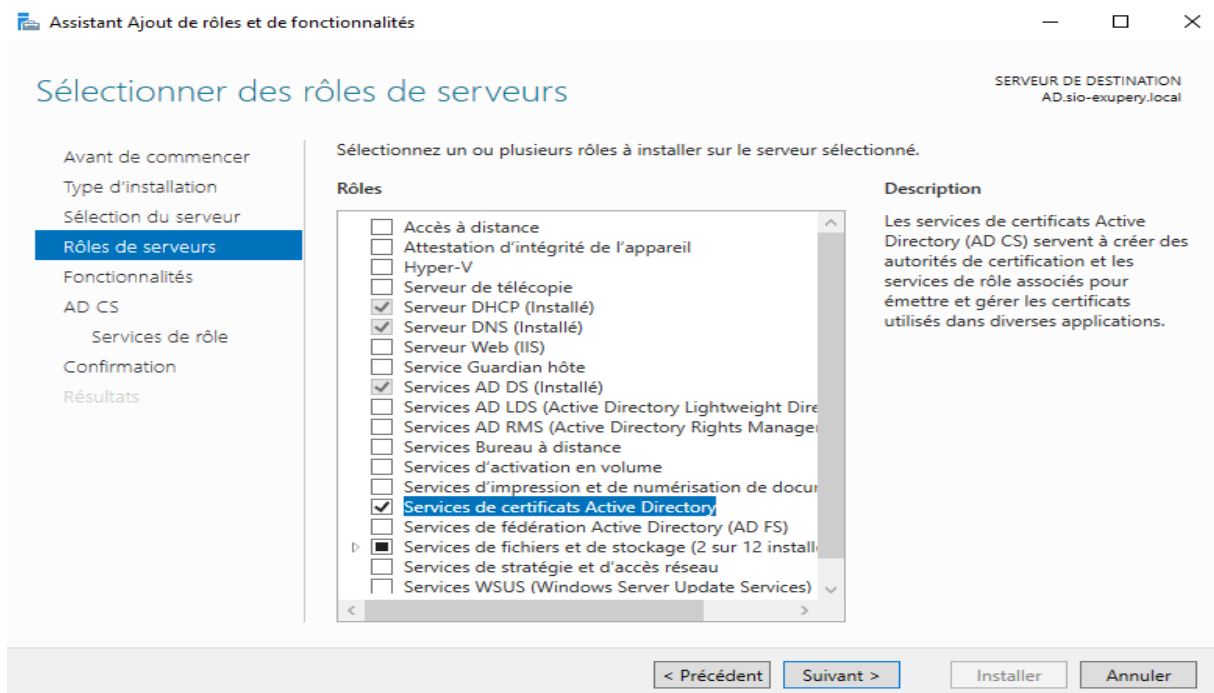 Assistant Ajout de rôles et de fonctionnalités
Sélectionner des rôles de serveurs
SERVEUR DE DESTINATION
AD.sio-exupery.local
Avant de commencer
Type d'installation
Sélection du serveur
Rôles de serveurs
Fonctionnalités
AD CS
Services de rôle
Confirmation
Résultats
Sélectionnez un ou plusieurs rôles à installer sur le serveur sélectionné.
Rôles
Accès à distance
Attestation d'intégrité de l'appareil
Hyper-V
Serveur de télécopie
Serveur DHCP (Installé)
Serveur DNS (Installé)
Serveur Web (IIS)
Service Guardian hôte
Services AD DS (Installé)
Services AD LDS (Active Directory Lightweight Dire
Services AD RMS (Active Directory Rights Manage
Services Bureau à distance
Services d'activation en volume
Services d'impression et de numérisation de docu
Services de certificats Active Directory
Services de fédération Active Directory (AD FS)
Services de fichiers et de stockage (2 sur 12 install
Services de stratégie et d'accès réseau
Services WSUS (Windows Server Update Services)
Description
Les services de certificats Active
Directory (AD CS) servent à créer des
autorités de certification et les
services de rôle associés pour
émettre et gérer les certificats
utilisés dans diverses applications.
< Précédent
Suivant >
Installer
Annuler